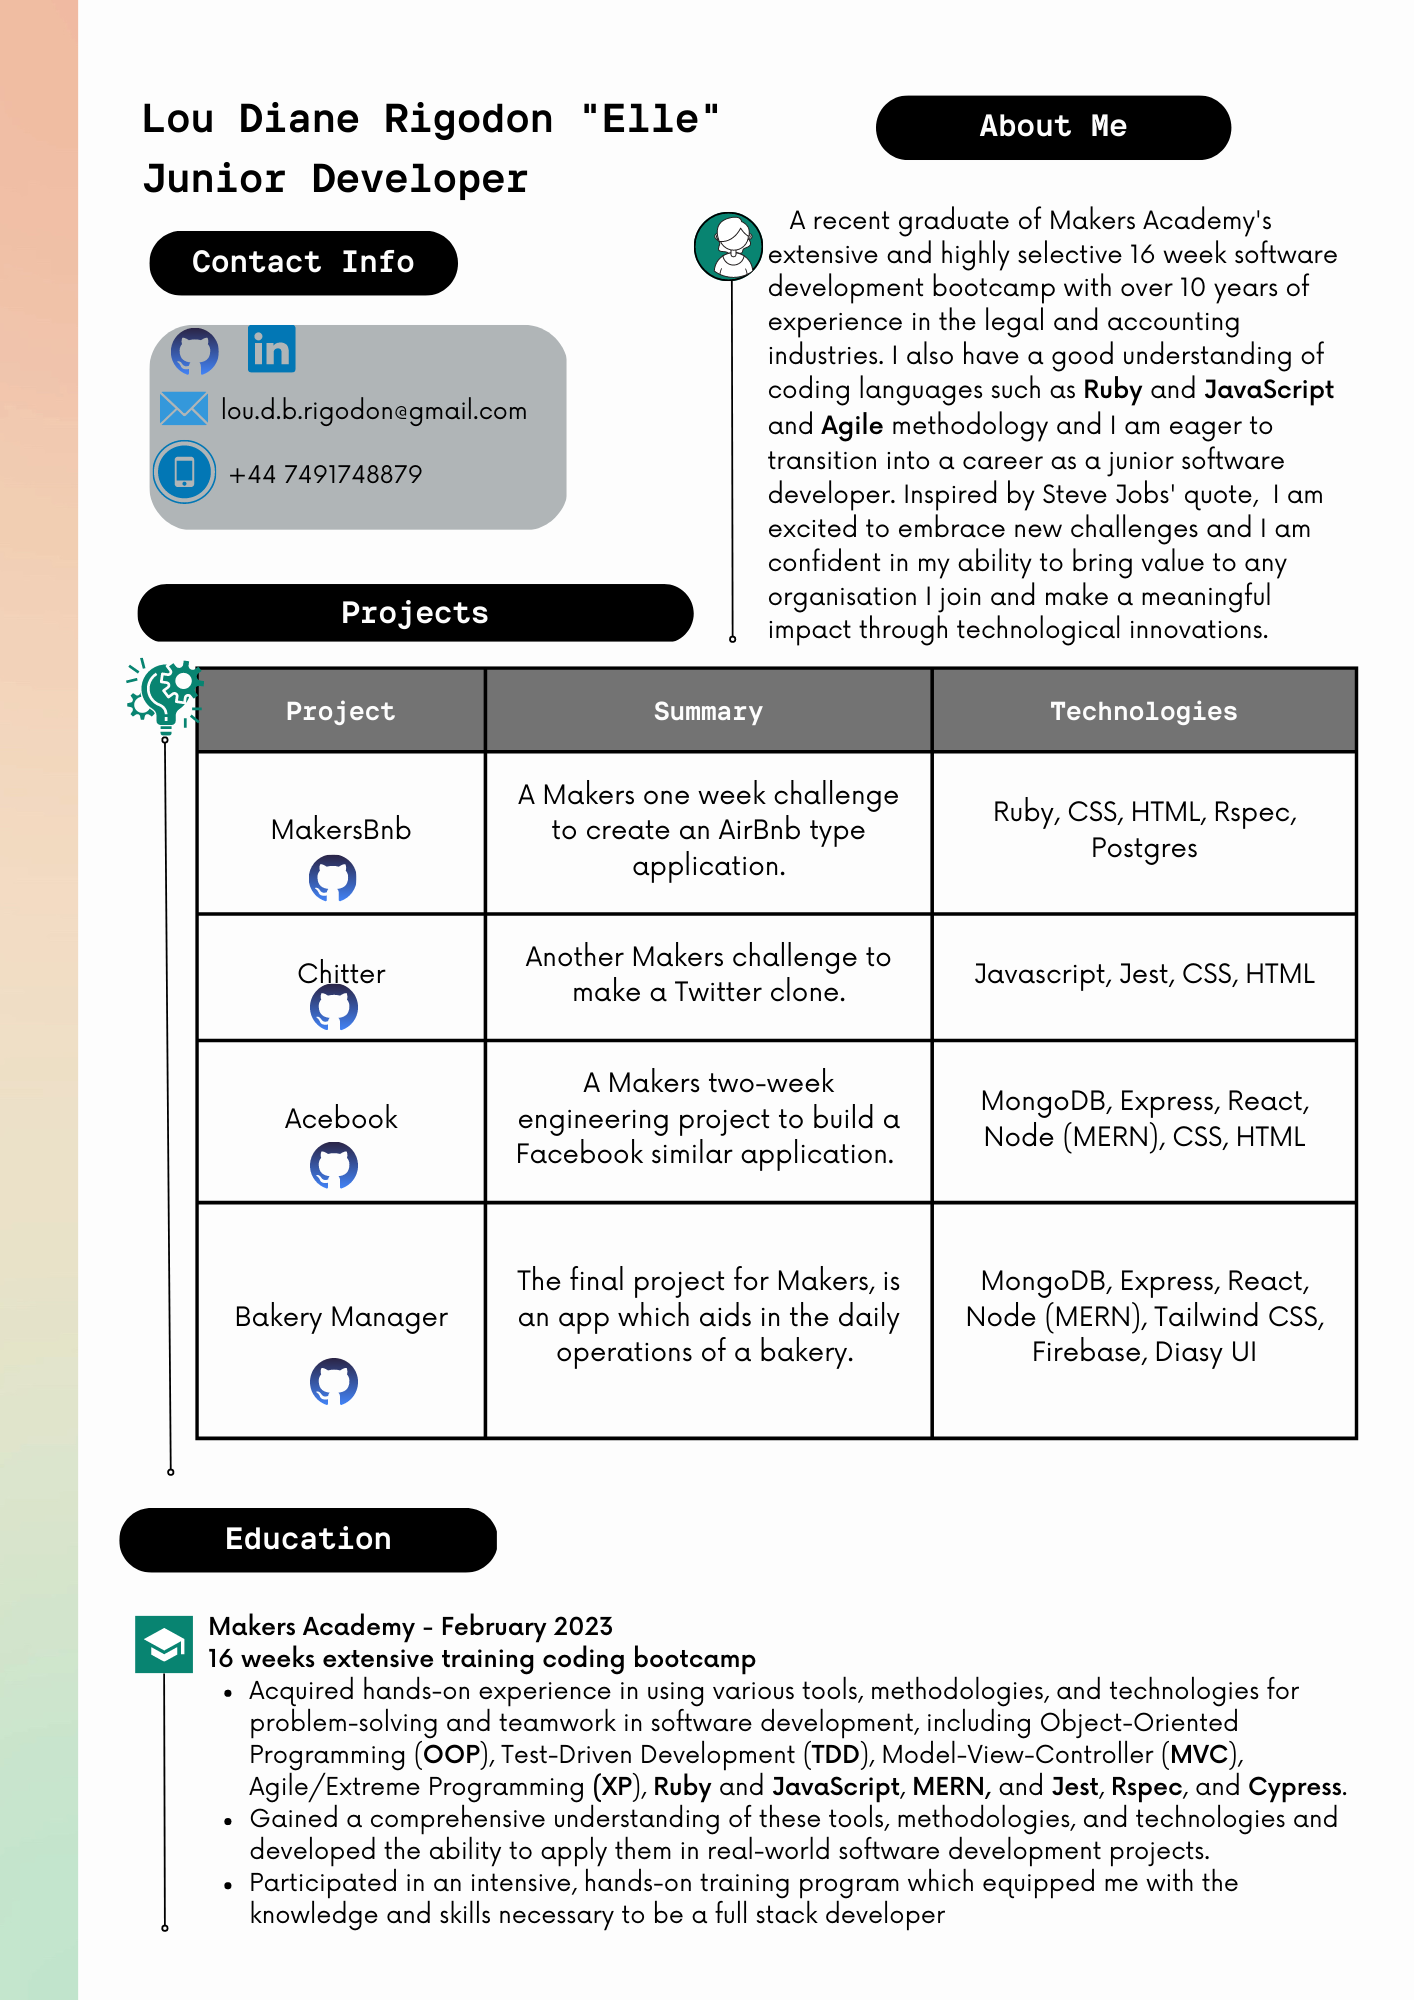 Lou Diane Rigodon "Elle"
Junior Developer
Contact Info
in
lou.d.b.rigodon@gmail.com
+44 7491748879
About Me
A recent graduate of Makers Academy's
extensive and highly selective 16 week software
development bootcamp with over 10 years of
experience in the legal and accounting
industries. I also have a good understanding of
coding languages such as Ruby and JavaScript
and Agile methodology and I am eager to
transition into a career as a junior software
developer. Inspired by Steve Jobs' quote,  I am
excited to embrace new challenges and I am
confident in my ability to bring value to any
organisation I join and make a meaningful
impact through technological innovations.
Projects
Project
Summary
Technologies
MakersBnb
A Makers one week challenge
to create an AirBnb type
application.
Ruby, CSS, HTML, Rspec,
Postgres
Chitter
Another Makers challenge to
make a Twitter clone.
Javascript, Jest, CSS, HTML
Acebook
A Makers two-week
engineering project to build a
Facebook similar application.
MongoDB, Express, React,
Node (MERN), CSS, HTML
Bakery Manager
The final project for Makers, is
an app which aids in the daily
operations of a bakery.
MongoDB, Express, React,
Node (MERN), Tailwind CSS,
Firebase, Diasy UI
Education
Makers Academy - February 2023
16 weeks extensive training coding bootcamp
• Acquired hands-on experience in using various tools, methodologies, and technologies for
problem-solving and teamwork in software development, including Object-Oriented
Programming (OOP), Test-Driven Development (TDD), Model-View-Controller (MVC),
Agile/Extreme Programming (XP), Ruby and JavaScript, MERN, and Jest, Rspec, and Cypress.
• Gained a comprehensive understanding of these tools, methodologies, and technologies and
developed the ability to apply them in real-world software development projects.
• Participated in an intensive, hands-on training program which equipped me with the
knowledge and skills necessary to be a full stack developer